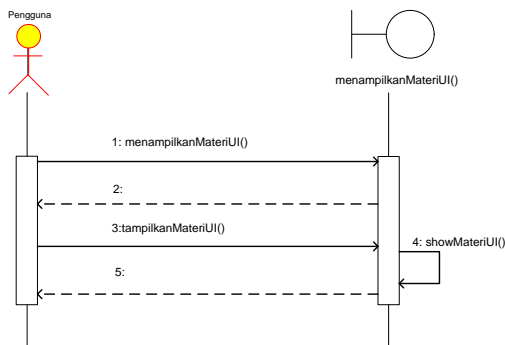 Pengguna
menampilkanMateriUI()
1: menampilkanMateriUI()
2:
3:tampilkanMateriUI()
4: showMateriUI()
5: